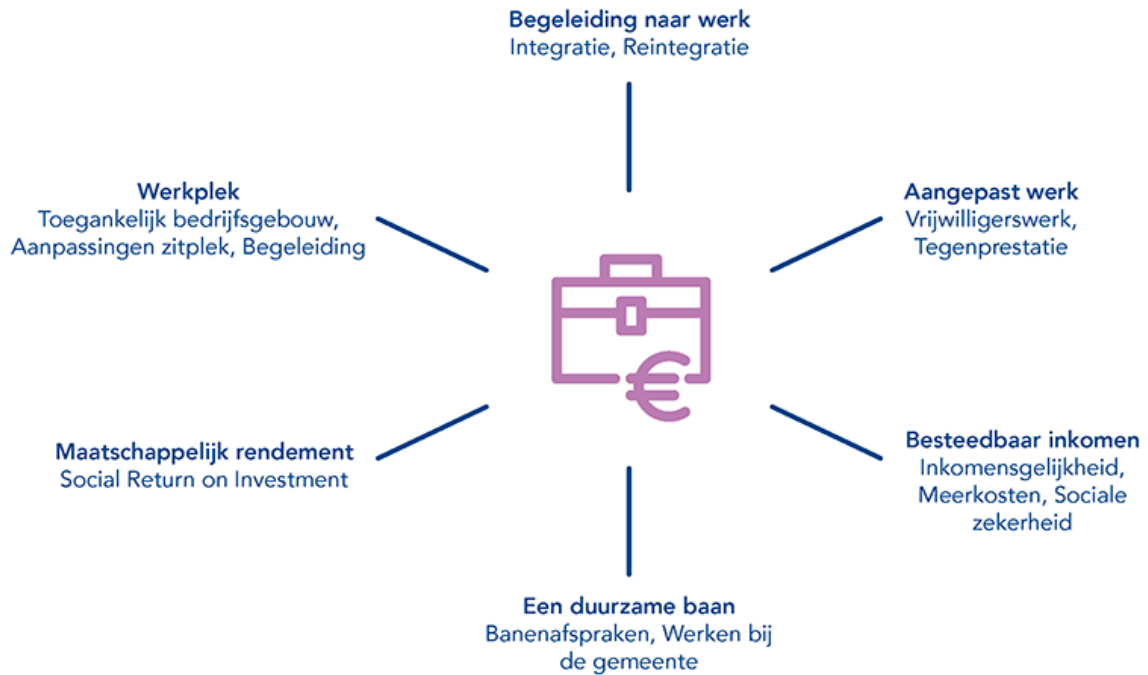 Begeleiding naar werk
Integratie, Reintegratie
Werkplek
Toegankelijk bedrijfsgebouw,
Aanpassingen zitplek, Begeleiding
Aangepast werk
Vrijwilligerswerk,
Tegenprestatie
€
Maatschappelijk rendement
Social Return on Investment
Besteedbaar inkomen
Inkomensgelijkheid,
Meerkosten, Sociale
zekerheid
Een duurzame baan
Banenafspraken, Werken bij
de gemeente